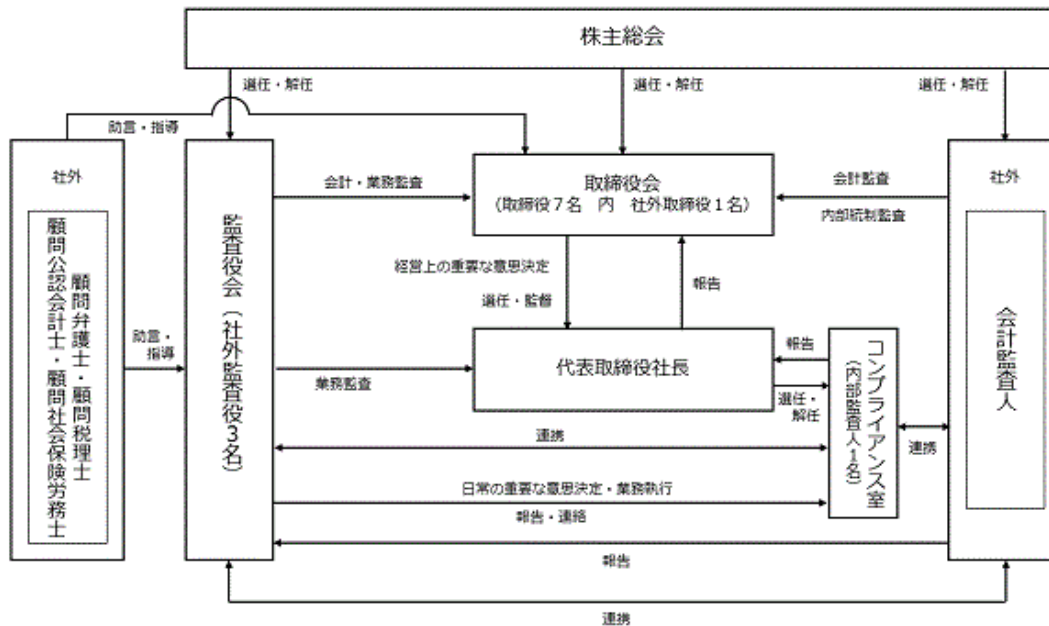 株主総会
選任・解任
選任・解任
選任・解任
助言・指導
社外
顧問弁護士・顧問税理士
顧問公認会計士・顧問社会保険労務士
助言・
指導
監査役会（社外監査役３名）
会計・業務監査
取締役会
（取締役７名　内　社外取締役１名）
会計監査
内部統制監査
社外
会計監査人
経営上の重要な意思決定
選任・監督
報告
業務監査
代表取締役社長
報告
選任・
解任
コンプライアンス室
（内部監査人１名）
連携
連携
日常の重要な意思決定・業務執行
報告・連絡
報告
連携